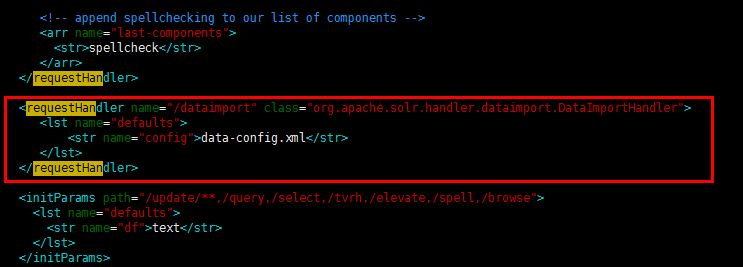 <!-- append spellchecking to our list of components -->
<arr name="last-components">
<str>spellcheck</str>
</arr>
</requestHandler>
<requestHandler name="/dataimport" class="org.apache.solr.handler.dataimport.DataImportHandler">
<lst name="defaults">
<str name="config">data-config.xml</str>
</lst>
</requestHandler>
<initParams path="/update/**,/query,/select,/tvrh,/elevate,/spell,/browse">
<lst name="defaults">
<str name="df">text</str>
</lst>
</initParams>